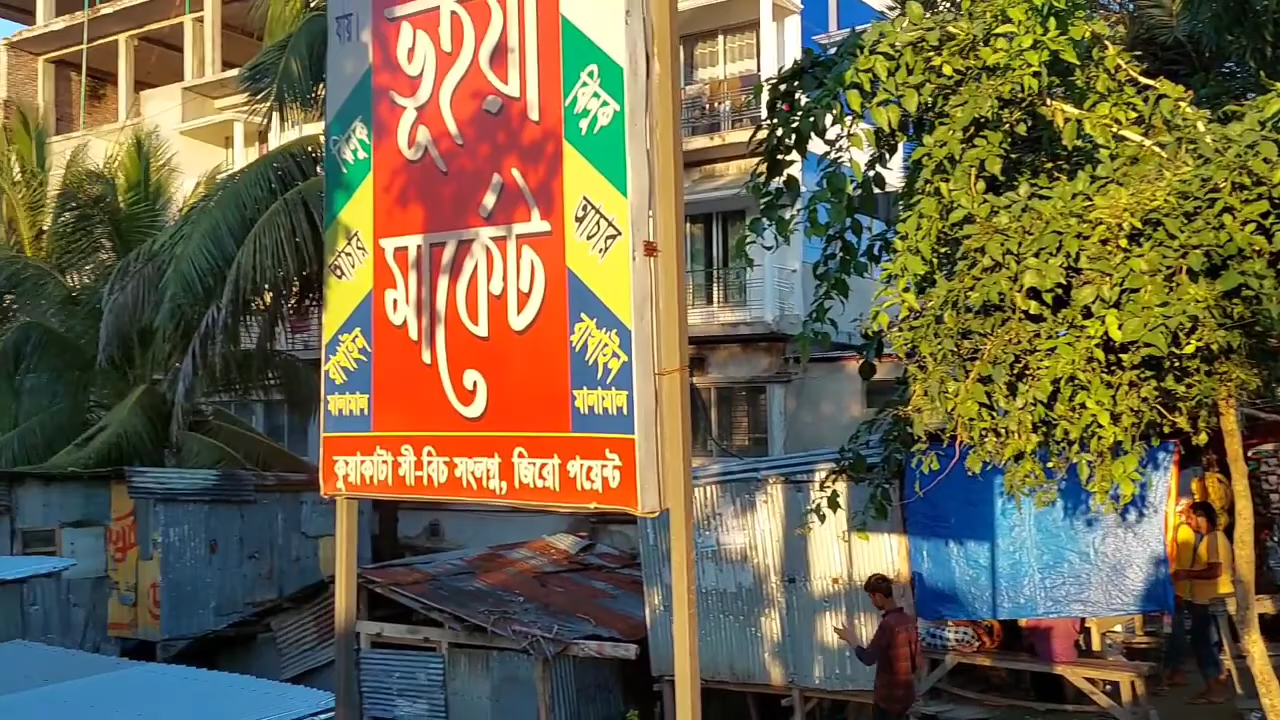 ভূইয়া
মার্কেট
ঝিনুক
আচার
রাখাইন
মালামাল
ঝিনুক
আচার
রাখাইন
মালামাল
কুয়াকাটা সী-বিচ সংলগ্ন, জিরো পয়েন্ট